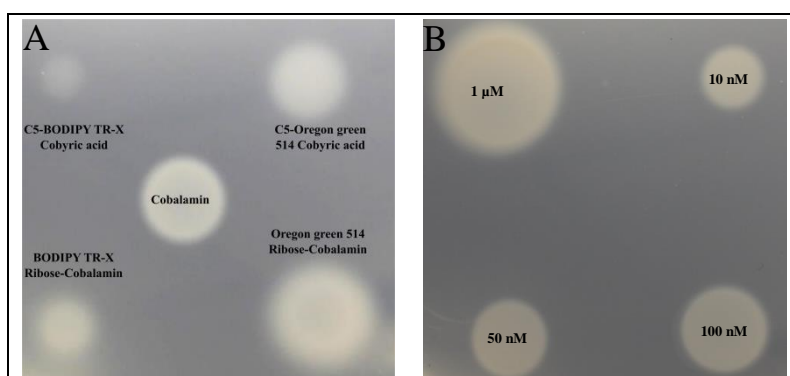 A
C5-BODIPY TR-X
Cobyric acid
C5-Oregon green
514 Cobyric acid
Cobalamin
BODIPY TR-X
Ribose-Cobalamin
Oregon green 514
Ribose-Cobalamin
B
1 µM
10 nM
50 nM
100 nM